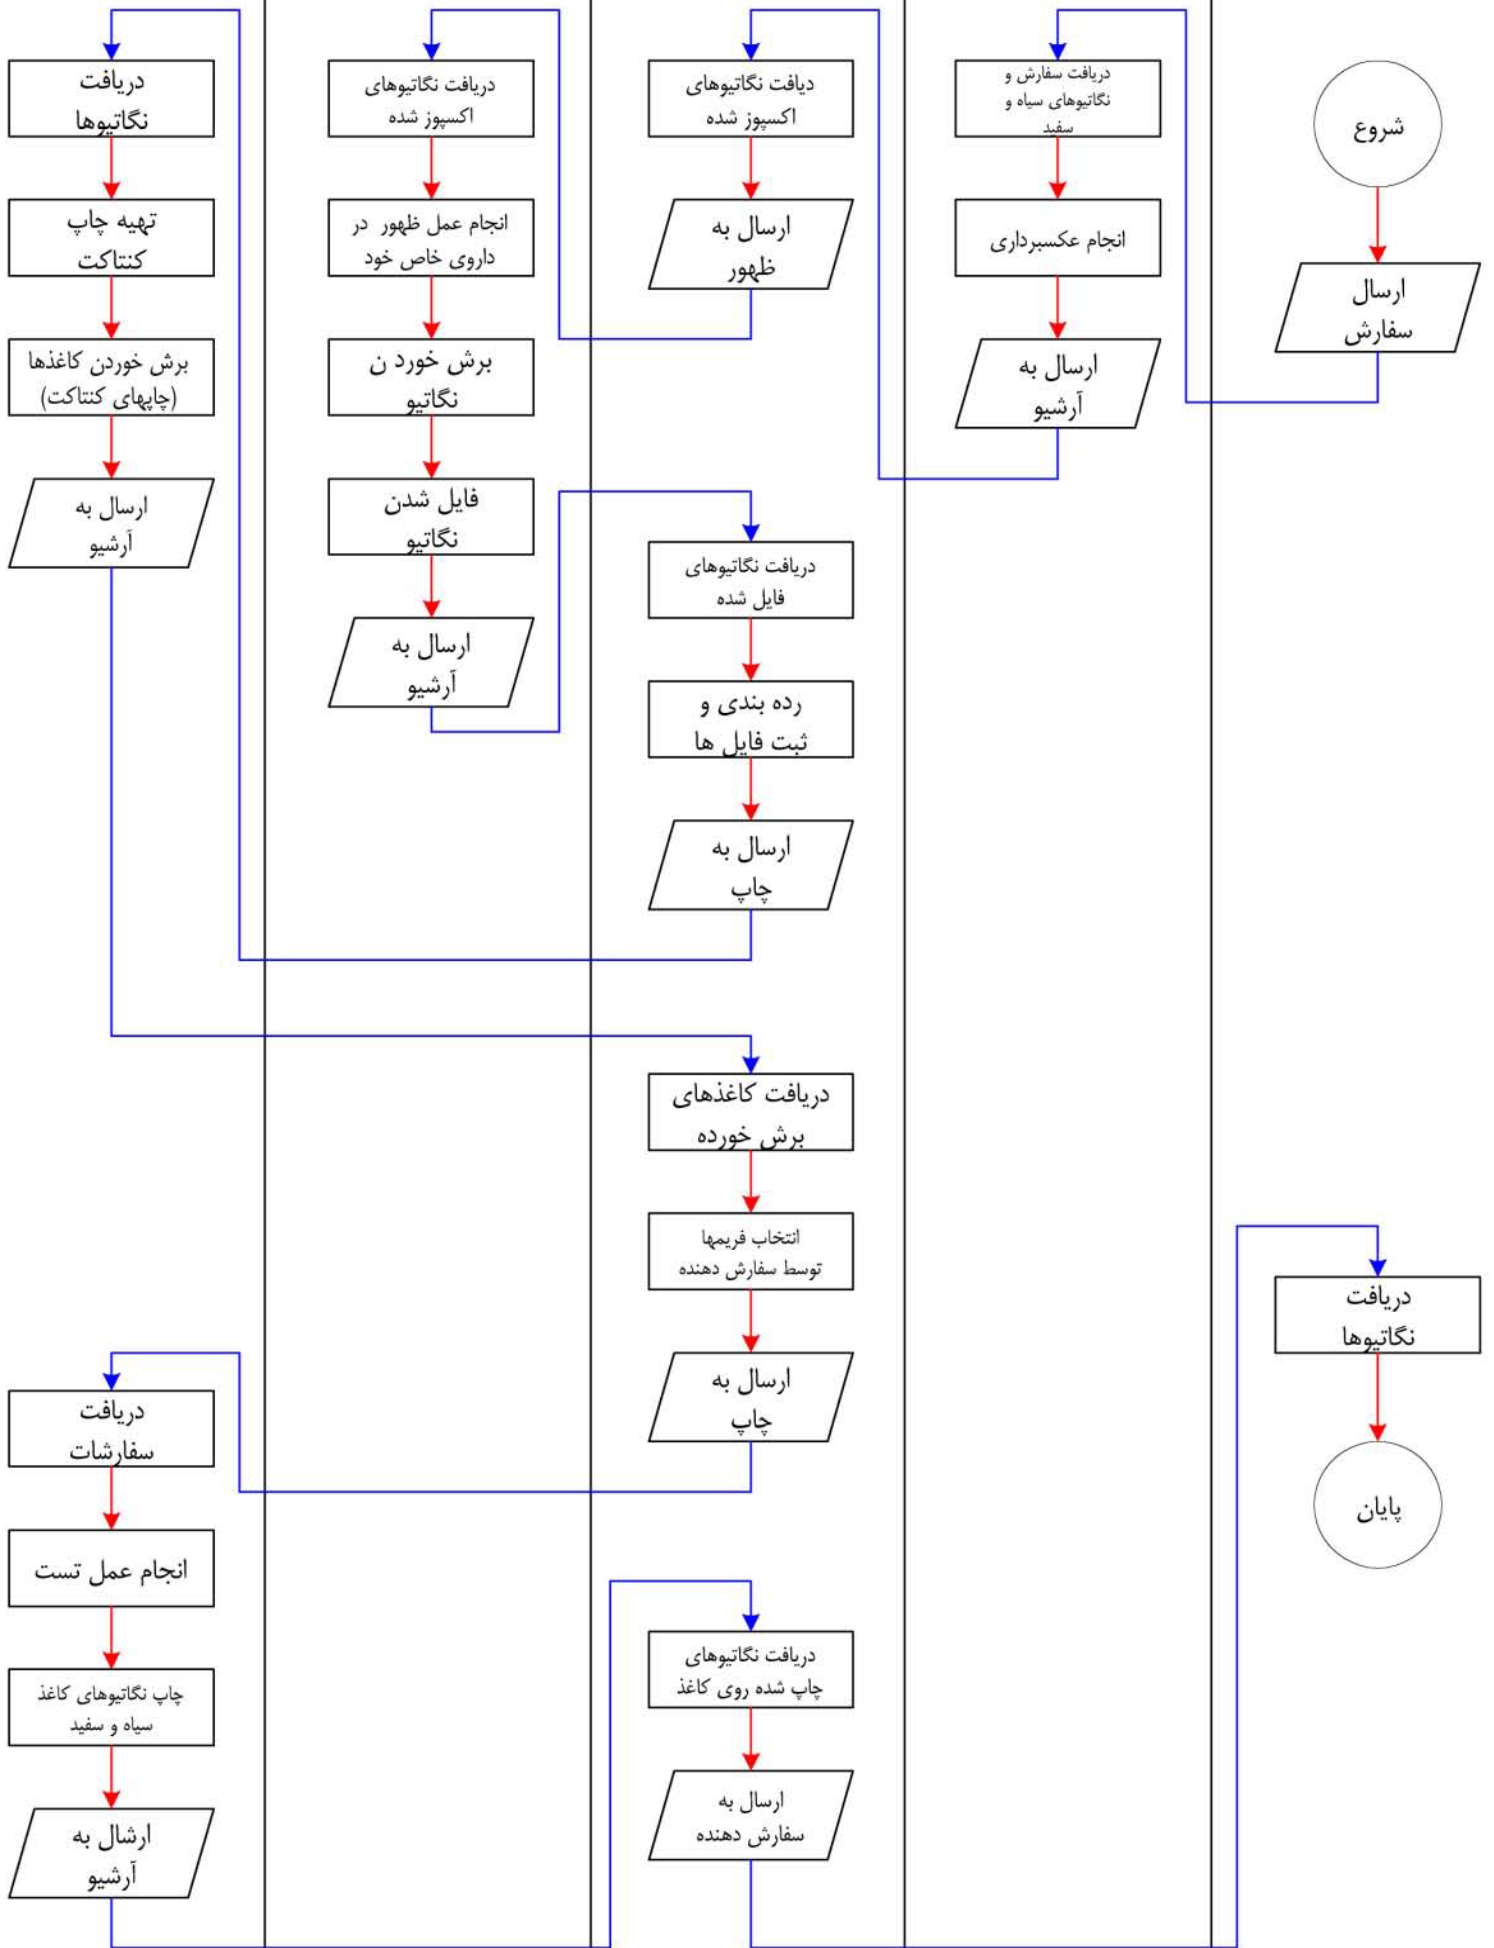 شروع
ارسال
سفارش
دریافت سفارش و
نگاتیوهای سیاه و
سفید
انجام عکسبرداری
ارسال به
آرشیو
دیافت نگاتیوهای
اکسپوز شده
ارسال به
ظهور
دریافت نگاتیوهای
اکسپوز شده
انجام عمل ظهور در
داروی خاص خود
برش خورد ن
نگاتیو
فایل شدن
نگاتیو
ارسال به
آرشیو
دریافت نگاتیوهای
فایل شده
رده بندی و
ثبت فایل ها
ارسال به
چاپ
دریافت
نگاتیوها
تهیه چاپ
کنتاکت
برش خوردن کاغذها
(چاپهای کنتاکت)
ارسال به
آرشیو
دریافت کاغذهای
برش خورده
انتخاب فریمها
توسط سفارش دهنده
ارسال به
چاپ
دریافت
سفارشات
انجام عمل تست
چاپ نگاتیوهای کاغذ
سیاه و سفید
ارشال به
آرشیو
دریافت نگاتیوهای
چاپ شده روی کاغذ
ارسال به
سفارش دهنده
دریافت
نگاتیوها
پایان